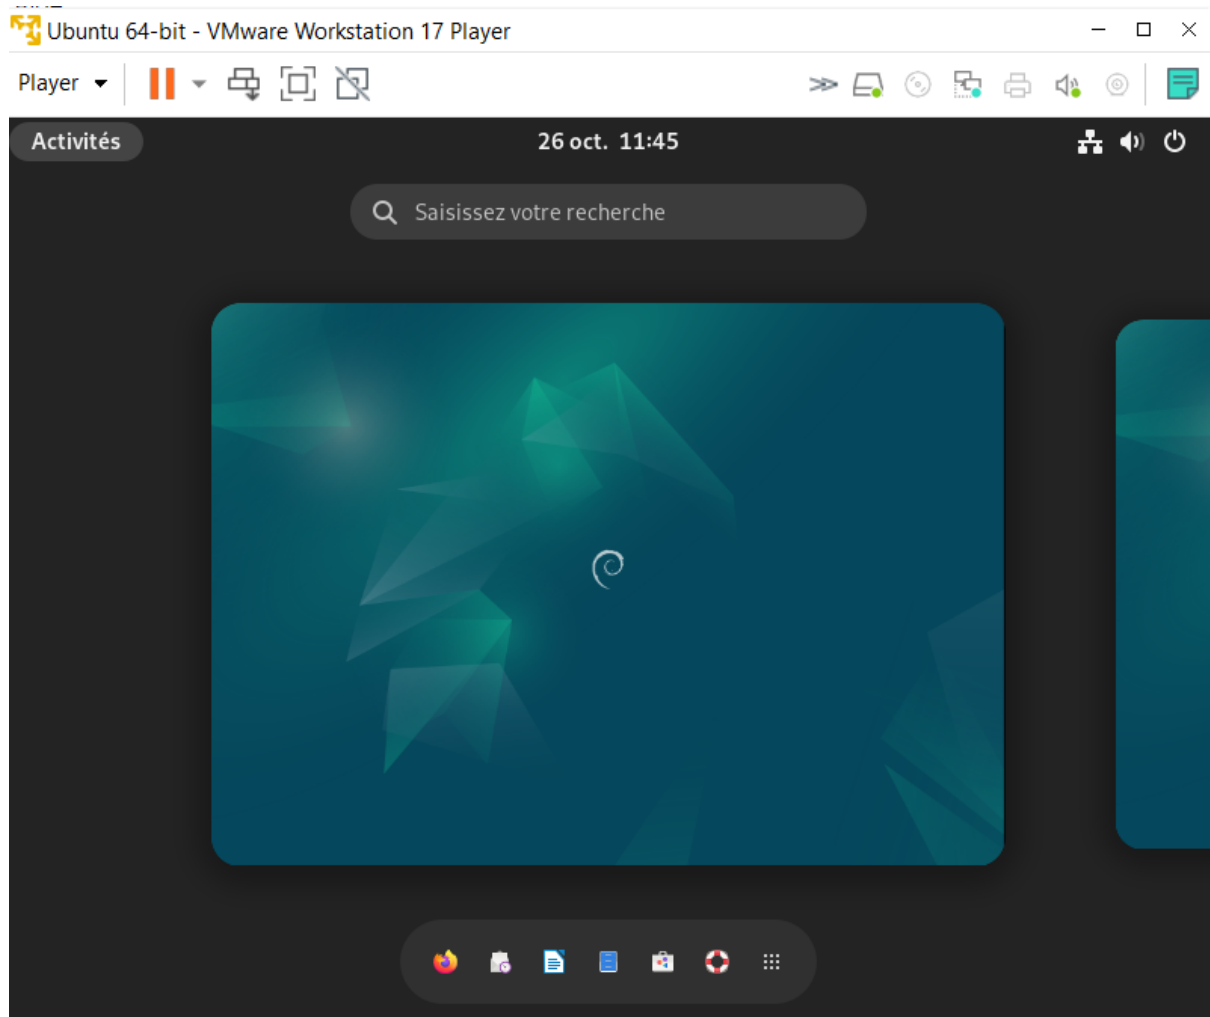 Ubuntu 64-bit - VMware Workstation 17 Player
Player
Activités
26 oct. 11:45
Saisissez votre recherche